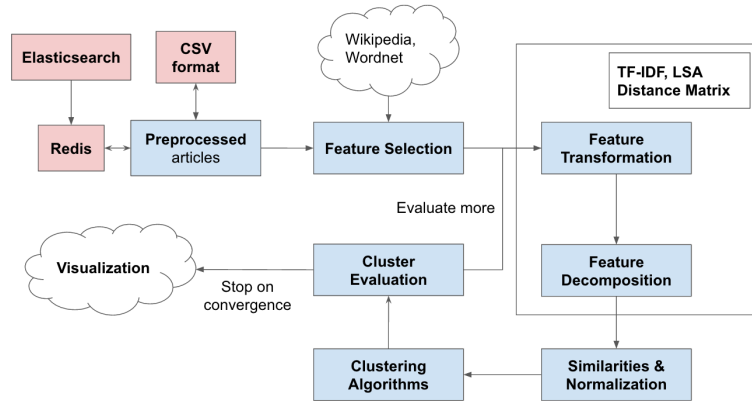 Elasticsearch
CSV
format
Wikipedia,
Wordnet
TF-IDF, LSA
Distance Matrix
Redis
Preprocessed
articles
Feature Selection
Feature
Transformation
Evaluate more
Visualization
Stop on
convergence
Cluster
Evaluation
Feature
Decomposition
Clustering
Algorithms
Similarities &
Normalization